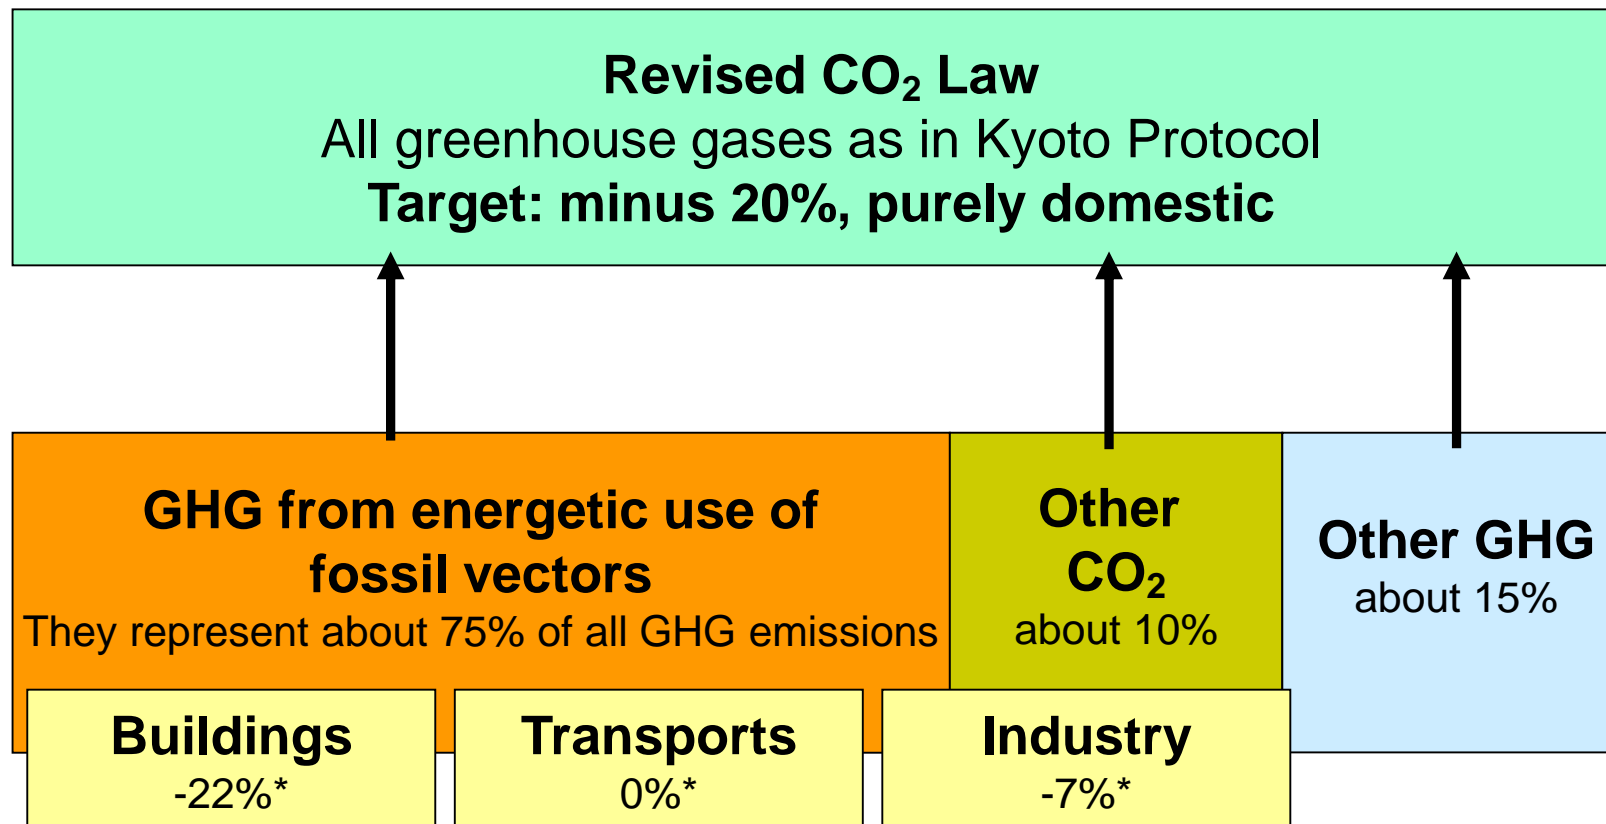 Revised CO₂ Law
All greenhouse gases as in Kyoto Protocol
Target: minus 20%, purely domestic
GHG from energetic use of
fossil vectors
They represent about 75% of all GHG emissions
Other
CO₂
about 10%
Other GHG
about 15%
Buildings
-22%*
Transports
0%*
Industry
-7%*